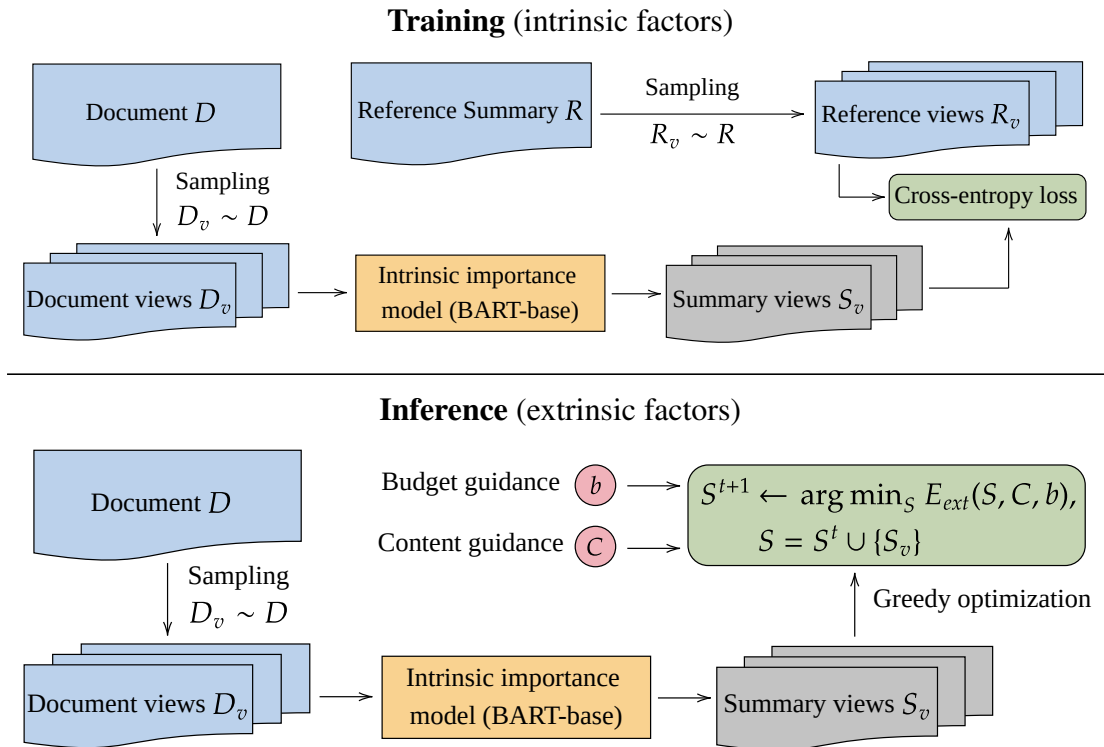 Training (intrinsic factors)
Document D
Reference Summary R
Sampling
R_v ∼ R
Reference views R_v
Sampling
D_v ∼ D
Cross-entropy loss
Document views D_v
Intrinsic importance
model (BART-base)
Summary views S_v
Inference (extrinsic factors)
Document D
Budget guidance b
S^{t+1} ← arg min_S E_{ext}(S, C, b),
Content guidance C
S = S^t ∪ {S_v}
Sampling
D_v ∼ D
Greedy optimization
Document views D_v
Intrinsic importance
model (BART-base)
Summary views S_v